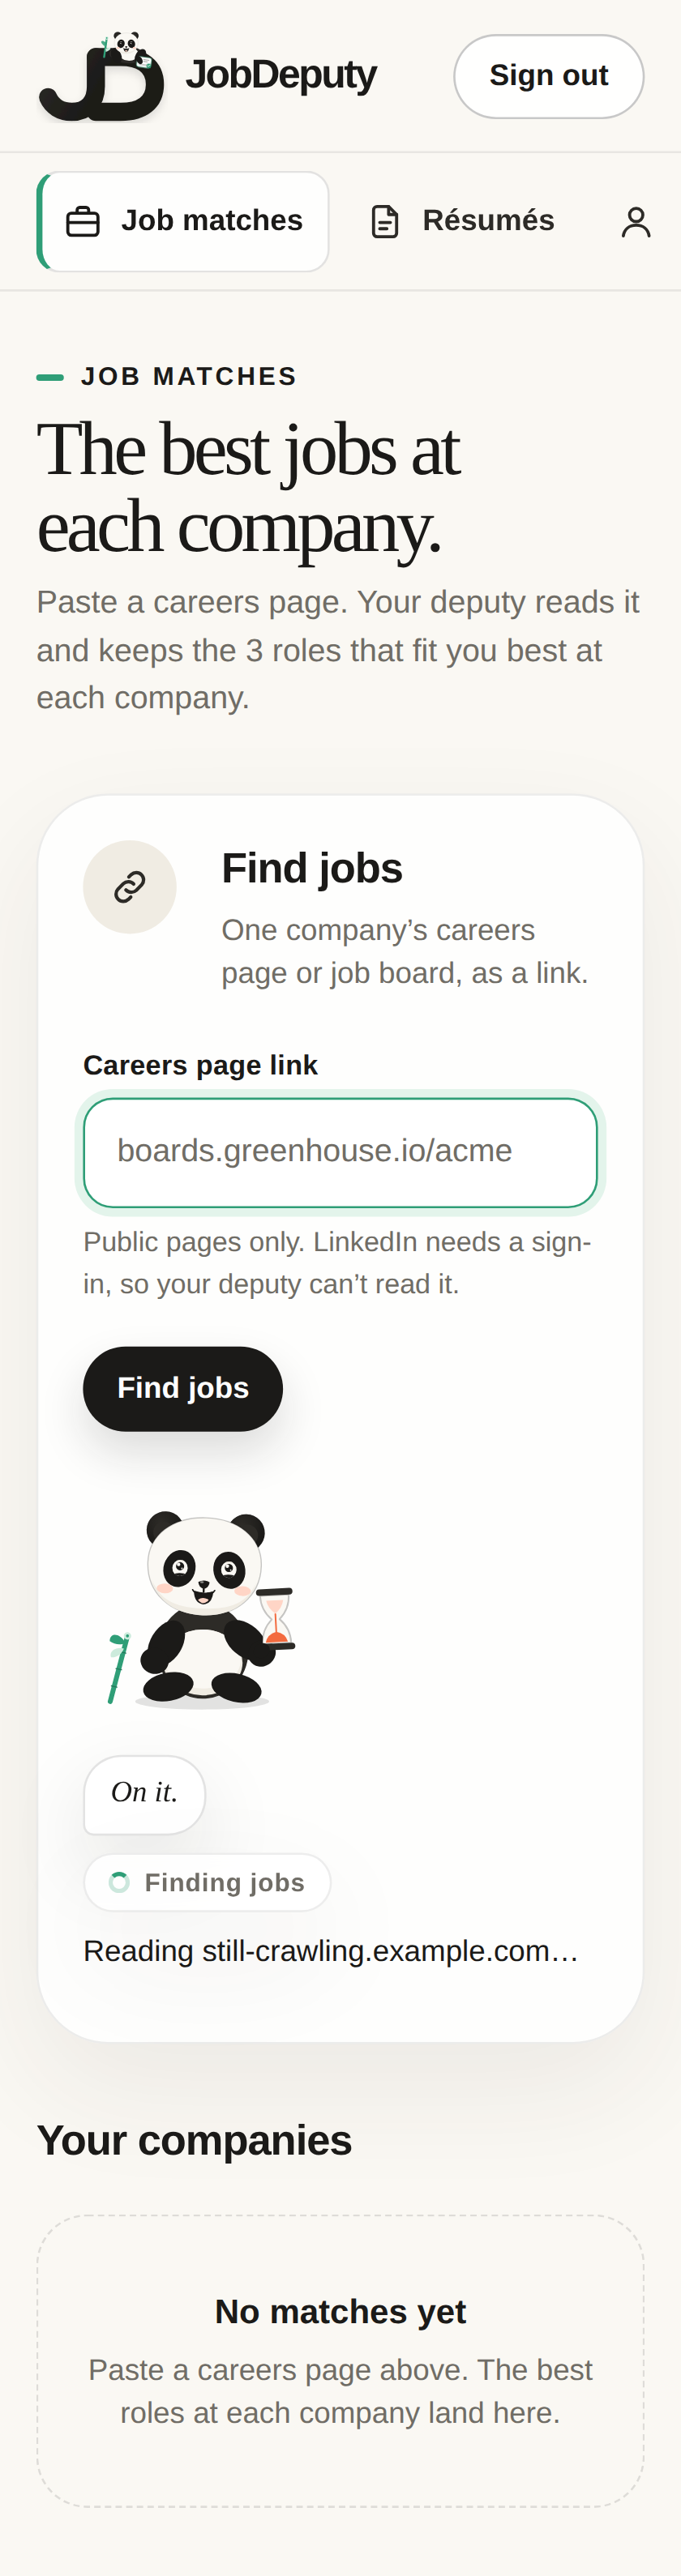 JobDeputy
Sign out
Job matches
Résumés
JOB MATCHES
The best jobs at
each company.
Paste a careers page. Your deputy reads it
and keeps the 3 roles that fit you best at
each company.
Find jobs
One company’s careers
page or job board, as a link.
Careers page link
boards.greenhouse.io/acme
Public pages only. LinkedIn needs a sign-
in, so your deputy can’t read it.
Find jobs
On it.
Finding jobs
Reading still-crawling.example.com…
Your companies
No matches yet
Paste a careers page above. The best
roles at each company land here.